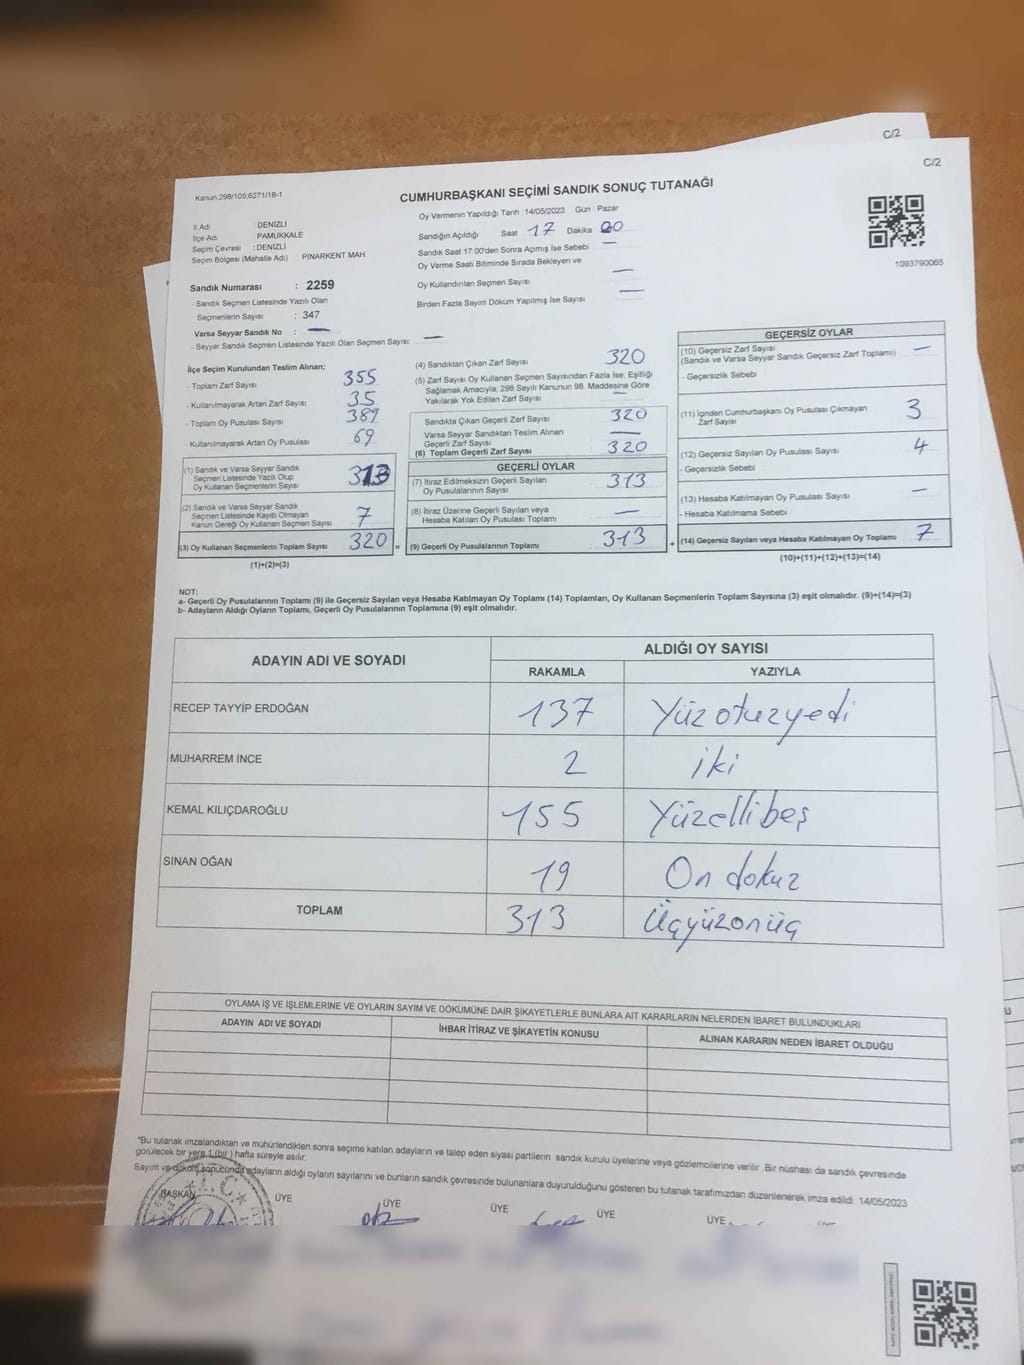 C/2
C/2
Kanun:298/105;6271/18-1
CUMHURBAŞKANI SEÇİMİ SANDIK SONUÇ TUTANAĞI
İl Adı DENİZLİ
İlçe Adı PAMUKKALE
Seçim Çevresi : DENİZLİ
Seçim Bölgesi (Mahalle Adı) PINARKENT MAH.
Oy Vermenin Yapıldığı Tarih : 14/05/2023 Gün : Pazar
Sandığın Açıldığı Saat 17 Dakika 20
Sandık Saat 17:00'den Sonra Açımış İse Sebebi —
Oy Verme Saati Bitiminde Sırada Bekleyen ve
Oy Kullandırılan Seçmen Sayısı —
Birden Fazla Sayım Döküm Yapılmış İse Sayısı —
1093790065
Sandık Numarası : 2259
- Sandık Seçmen Listesinde Yazılı Olan
Seçmenlerin Sayısı : 347
Varsa Seyyar Sandık No : —
- Seyyar Sandık Seçmen Listesinde Yazılı Olan Seçmen Sayısı —
İlçe Seçim Kurulundan Teslim Alınan;
- Toplam Zarf Sayısı 355
- Kullanılmayarak Artan Zarf Sayısı 35
- Toplam Oy Pusulası Sayısı 389
- Kullanılmayarak Artan Oy Pusulası 69
(1) Sandık ve Varsa Seyyar Sandık
Seçmen Listesinde Yazılı Olup
Oy Kullanan Seçmenlerin Sayısı 313
(2) Sandık ve Varsa Seyyar Sandık
Seçmen Listesinde Kayıtlı Olmayan
Kanun Gereği Oy Kullanan Seçmen Sayısı 7
(3) Oy Kullanan Seçmenlerin Toplam Sayısı 320 =
(1)+(2)=(3)
(4) Sandıktan Çıkan Zarf Sayısı 320
(5) Zarf Sayısı Oy Kullanan Seçmen Sayısından Fazla İse, Eşitliği
Sağlamak Amacıyla, 298 Sayılı Kanunun 98. Maddesine Göre
Yakılarak Yok Edilen Zarf Sayısı —
Sandıkta Çıkan Geçerli Zarf Sayısı 320
Varsa Seyyar Sandıktan Teslim Alınan
Geçerli Zarf Sayısı —
(6) Toplam Geçerli Zarf Sayısı 320
GEÇERLİ OYLAR
(7) İtiraz Edilmeksizin Geçerli Sayılan
Oy Pusulalarının Sayısı 313
(8) İtiraz Üzerine Geçerli Sayılan veya
Hesaba Katılan Oy Pusulası Toplamı —
(9) Geçerli Oy Pusulalarının Toplamı 313 +
GEÇERSİZ OYLAR
(10) Geçersiz Zarf Sayısı —
(Sandık ve Varsa Seyyar Sandık Geçersiz Zarf Toplamı)
- Geçersizlik Sebebi
(11) İçinden Cumhurbaşkanı Oy Pusulası Çıkmayan
Zarf Sayısı 3
(12) Geçersiz Sayılan Oy Pusulası Sayısı 4
- Geçersizlik Sebebi
(13) Hesaba Katılmayan Oy Pusulası Sayısı —
- Hesaba Katılmama Sebebi
(14) Geçersiz Sayılan veya Hesaba Katılmayan Oy Toplamı 7
(10)+(11)+(12)+(13)=(14)
NOT:
a- Geçerli Oy Pusulalarının Toplamı (9) ile Geçersiz Sayılan veya Hesaba Katılmayan Oy Toplamı (14) Toplamları, Oy Kullanan Seçmenlerin Toplam Sayısına (3) eşit olmalıdır. (9)+(14)=(3)
b- Adayların Aldığı Oyların Toplamı, Geçerli Oy Pusulalarının Toplamına (9) eşit olmalıdır.
ADAYIN ADI VE SOYADI ALDIĞI OY SAYISI
RAKAMLA YAZIYLA
RECEP TAYYİP ERDOĞAN 137 Yüzotuzyedi
MUHARREM İNCE 2 iki
KEMAL KILIÇDAROĞLU 155 Yüzellibeş
SİNAN OĞAN 19 On dokuz
TOPLAM 313 Üçyüzonüç
OYLAMA İŞ VE İŞLEMLERİNE VE OYLARIN SAYIM VE DÖKÜMÜNE DAİR ŞİKAYETLERLE BUNLARA AİT KARARLARIN NELERDEN İBARET BULUNDUKLARI
ADAYIN ADI VE SOYADI İHBAR İTİRAZ VE ŞİKAYETİN KONUSU ALINAN KARARIN NEDEN İBARET OLDUĞU
*Bu tutanak imzalandıktan ve mühürlendikten sonra seçime katılan adayların ve talep eden siyasi partilerin sandık kurulu üyelerine veya gözlemcilerine verilir. Bir nüshası da sandık çevresinde
görülecek bir yere 1 (bir) hafta süreyle asılır.
Sayım ve döküm sonucunda adayların aldığı oyların sayılarını ve bunların sandık çevresinde bulunanlara duyurulduğunu gösteren bu tutanak tarafımızdan düzenlenerek imza edildi. 14/05/2023
BAŞKAN ÜYE ÜYE ÜYE ÜYE ÜYE
T.C.